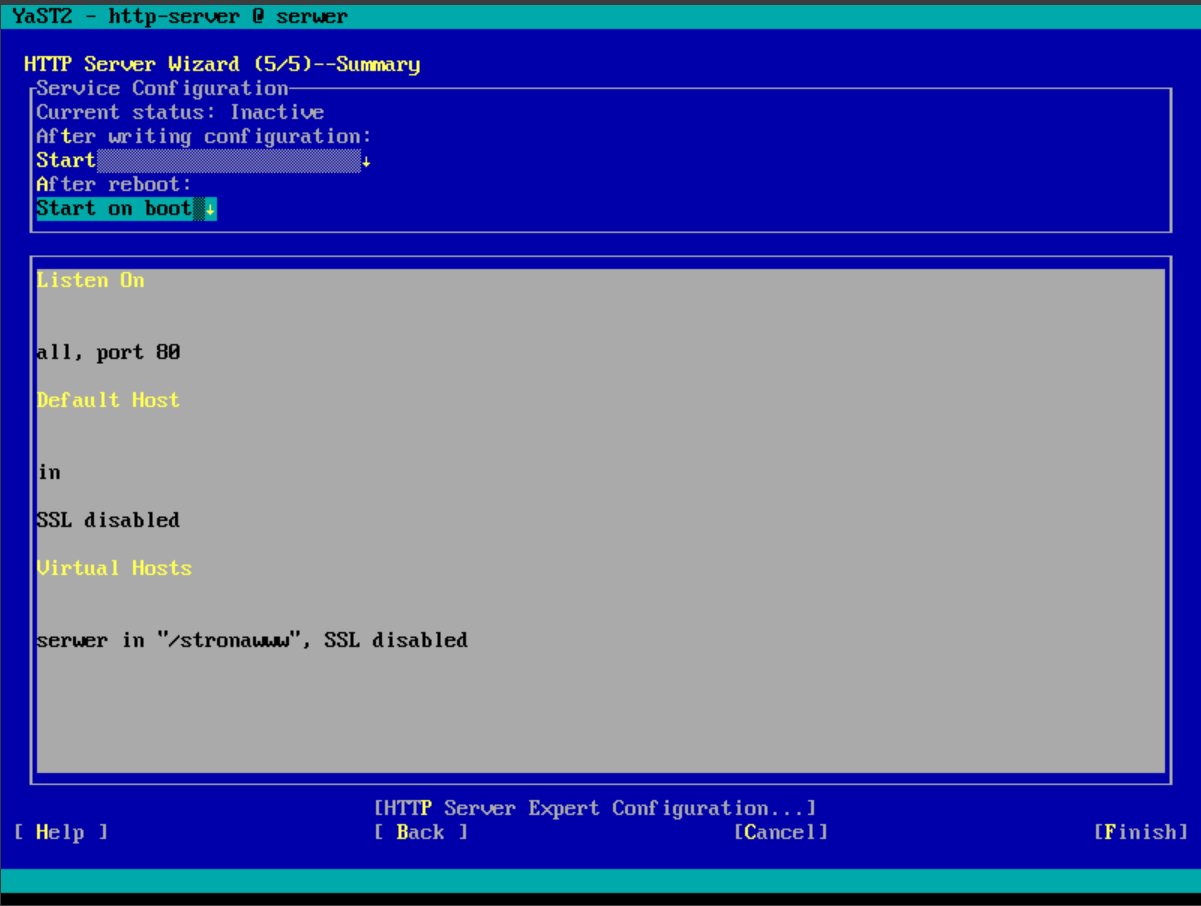 YaST2 - http-server @ serwer
HTTP Server Wizard (5/5)--Summary
Service Configuration
Current status: Inactive
After writing configuration:
Start↓
After reboot:
Start on boot↓
Listen On
all, port 80
Default Host
in
SSL disabled
Virtual Hosts
serwer in "/stronawww", SSL disabled
[HTTP Server Expert Configuration...]
[ Help ] [ Back ] [Cancel] [Finish]